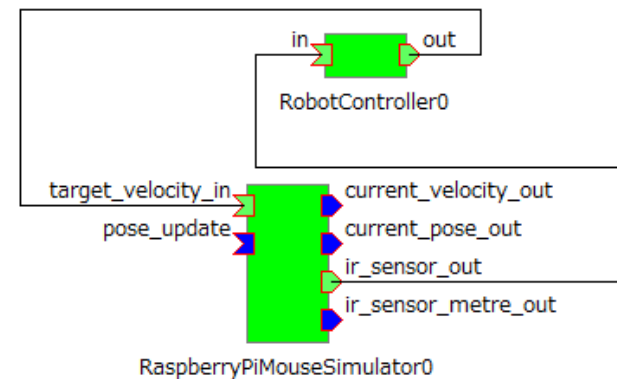 in out
RobotController0
target_velocity_in current_velocity_out
pose_update current_pose_out
ir_sensor_out
ir_sensor_metre_out
RaspberryPiMouseSimulator0